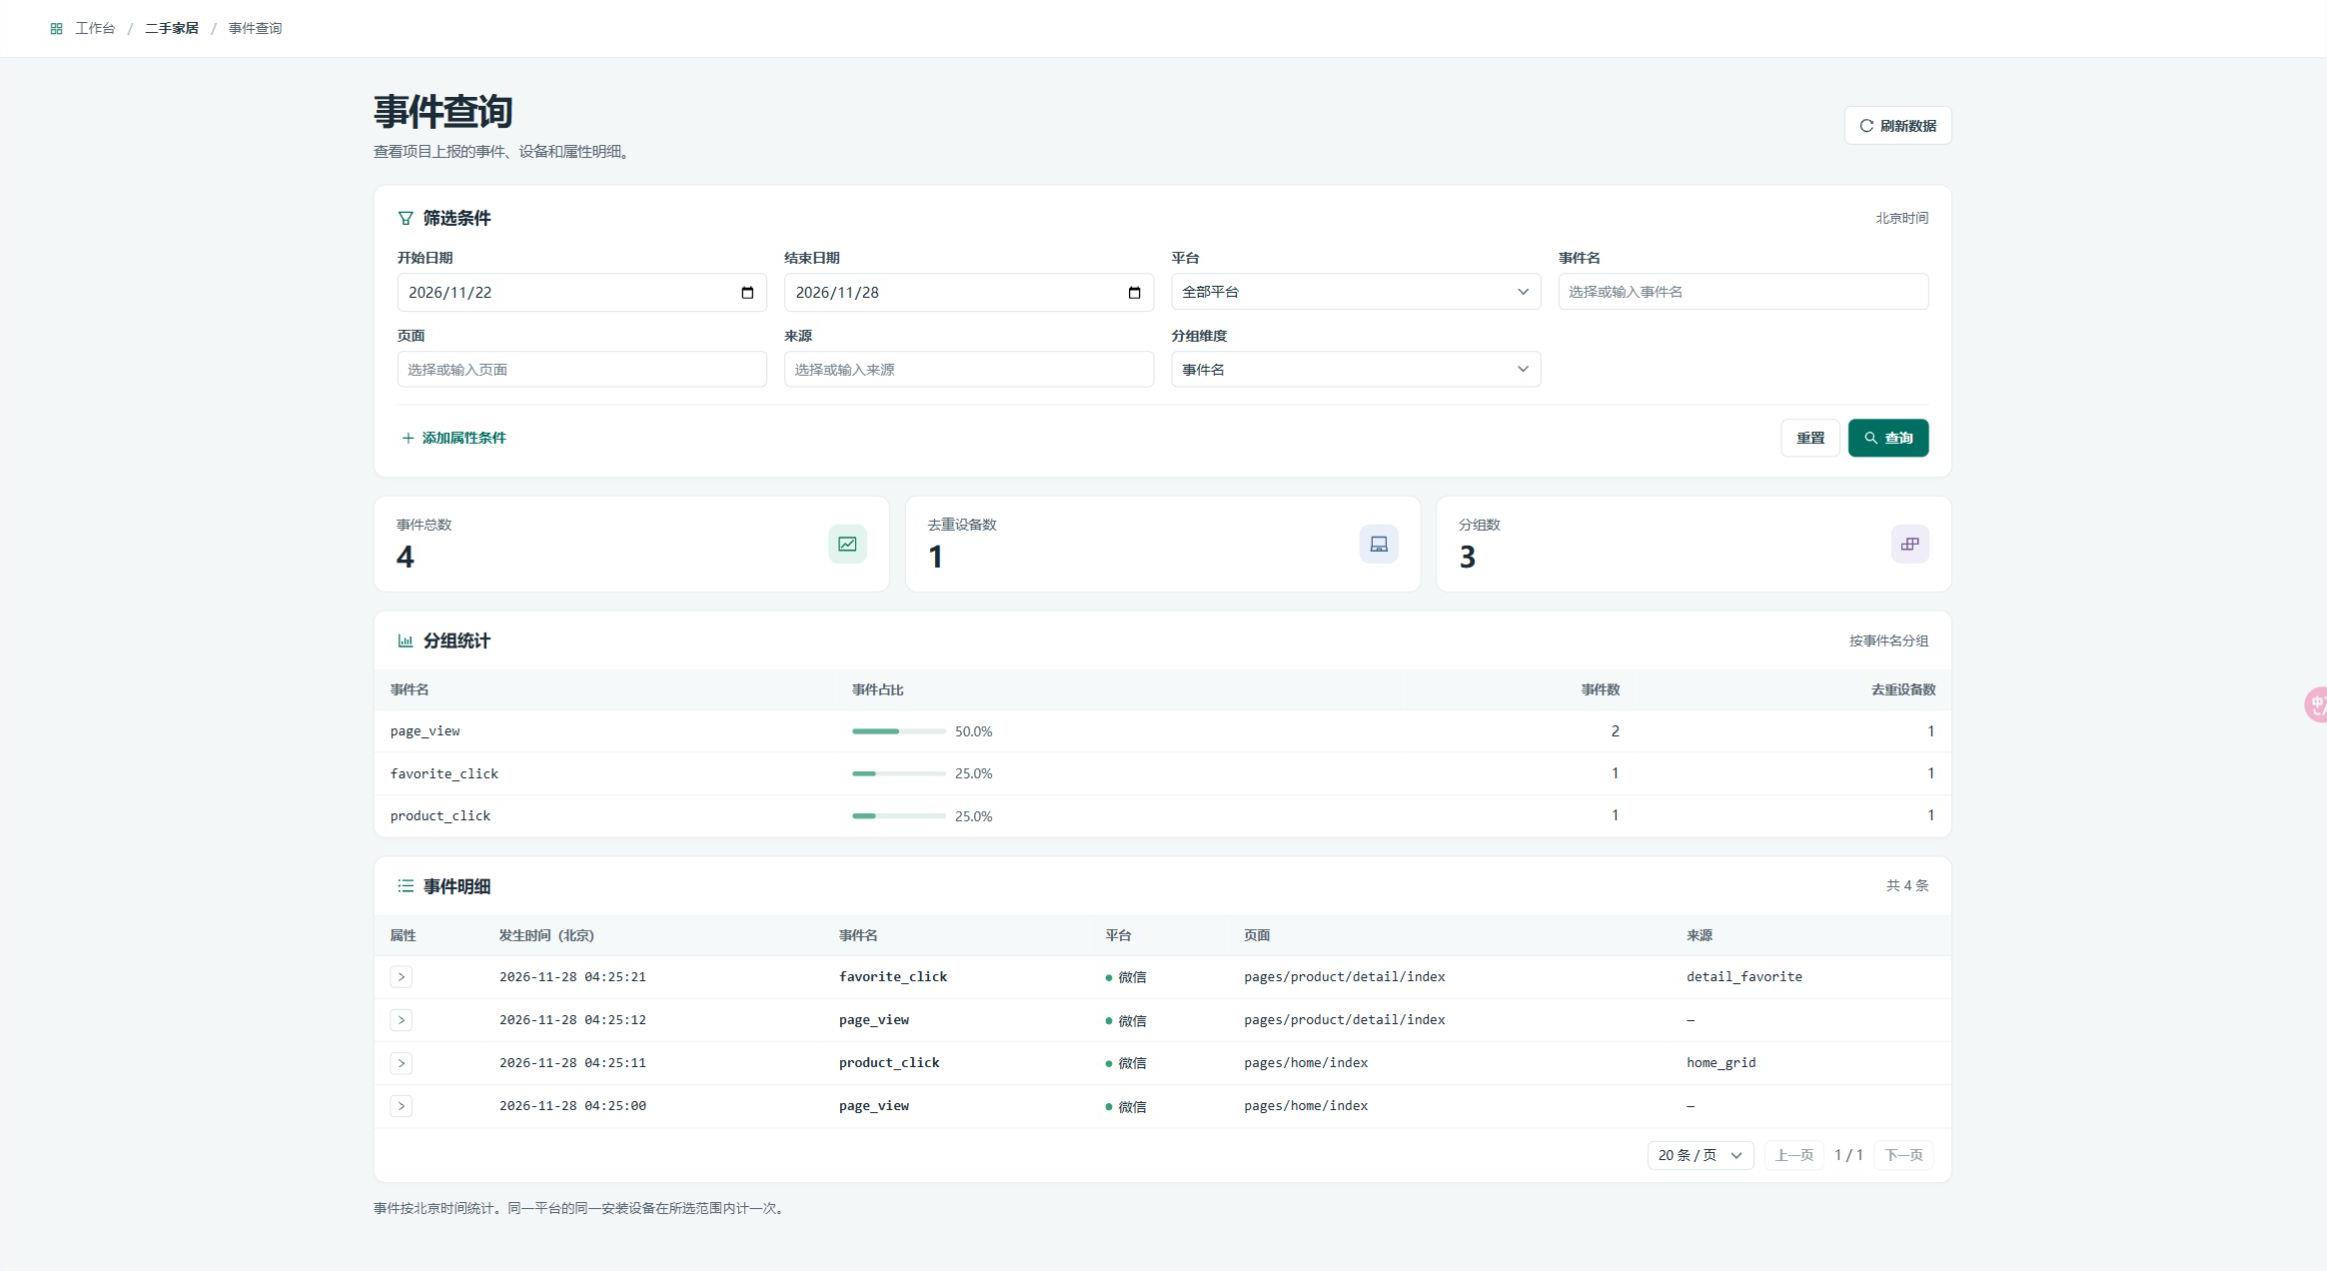 工作台 / 二手家居 / 事件查询
事件查询
查看项目上报的事件、设备和属性明细。
刷新数据
筛选条件
北京时间
开始日期 结束日期 平台 事件名
2026/11/22 2026/11/28 全部平台 选择或输入事件名
页面 来源 分组维度
选择或输入页面 选择或输入来源 事件名
添加属性条件
重置 查询
事件总数 去重设备数 分组数
4 1 3
分组统计
按事件名分组
事件名 事件占比 事件数 去重设备数
page_view 50.0% 2 1
favorite_click 25.0% 1 1
product_click 25.0% 1 1
事件明细
共 4 条
属性 发生时间（北京） 事件名 平台 页面 来源
2026-11-28 04:25:21 favorite_click 微信 pages/product/detail/index detail_favorite
2026-11-28 04:25:12 page_view 微信 pages/product/detail/index —
2026-11-28 04:25:11 product_click 微信 pages/home/index home_grid
2026-11-28 04:25:00 page_view 微信 pages/home/index —
20 条 / 页 上一页 1 / 1 下一页
事件按北京时间统计。同一平台的同一安装设备在所选范围内计一次。